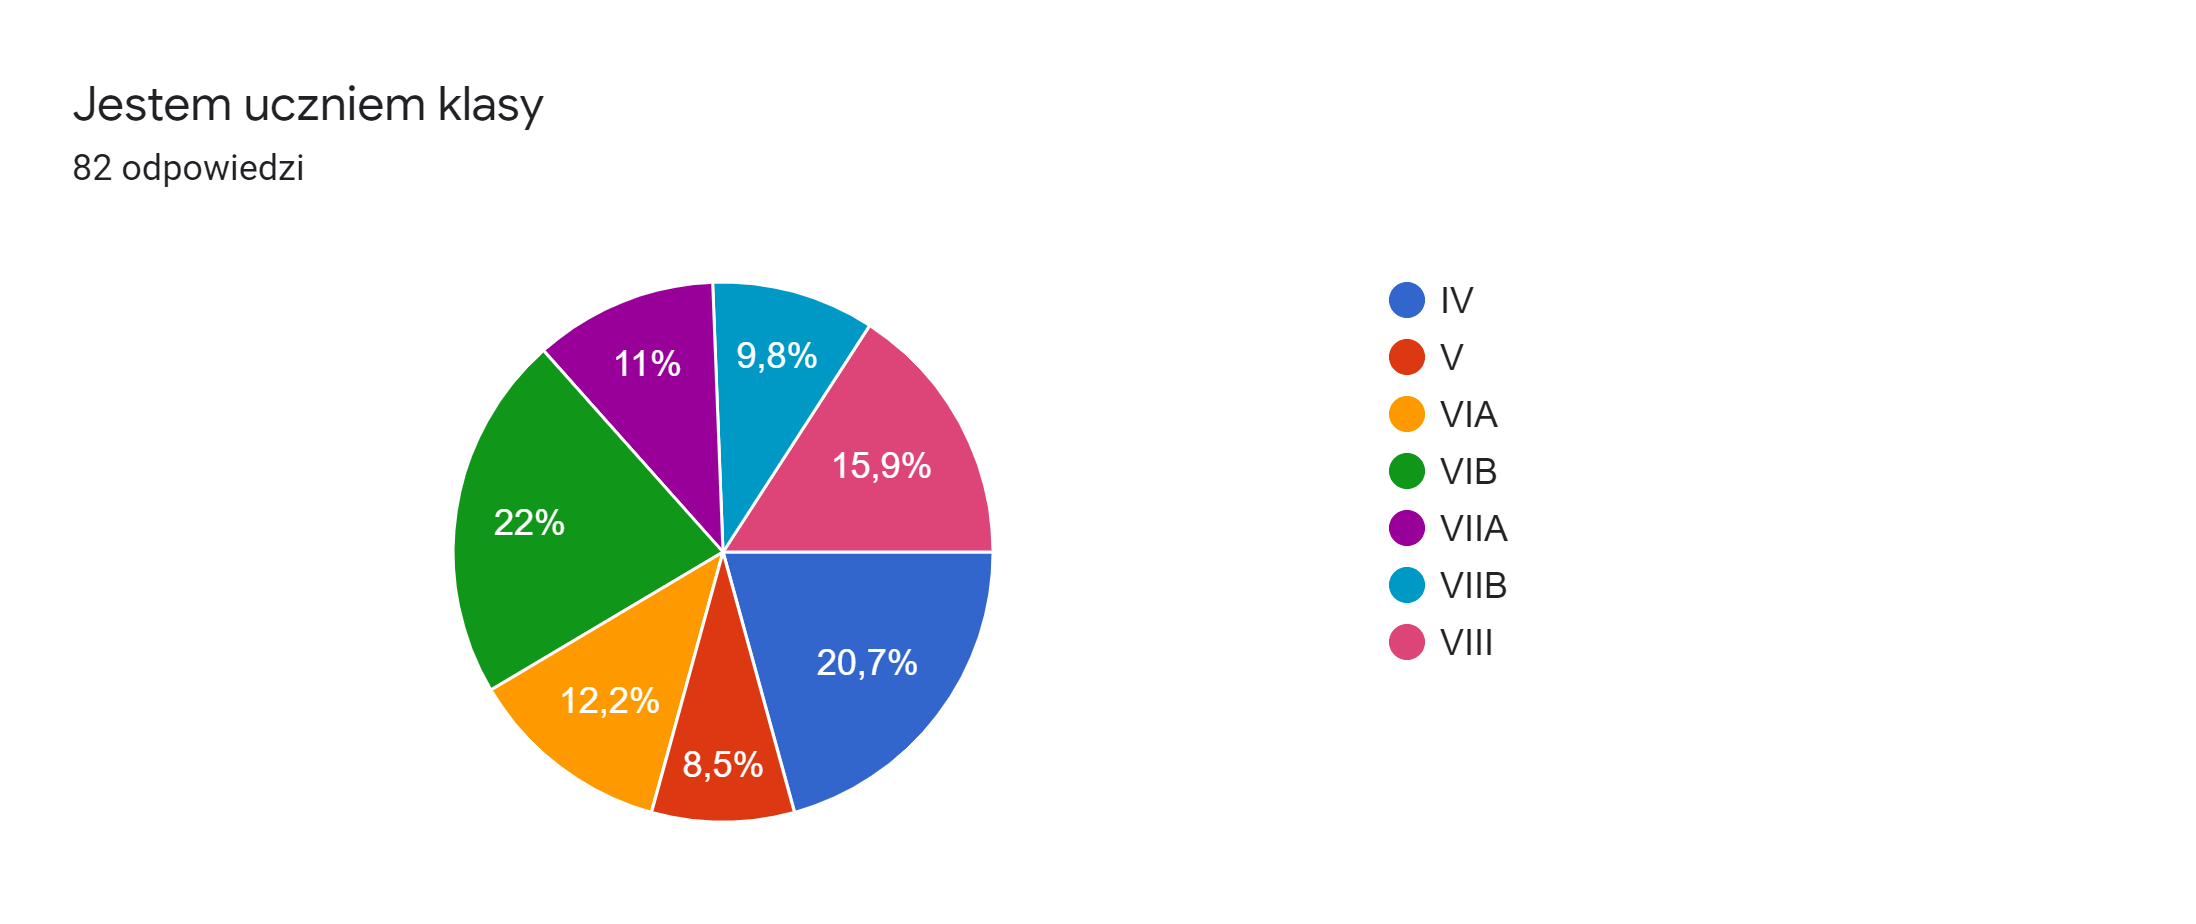 Jestem uczniem klasy
82 odpowiedzi
11%
9,8%
15,9%
22%
20,7%
12,2%
8,5%
IV
V
VIA
VIB
VIIA
VIIB
VIII